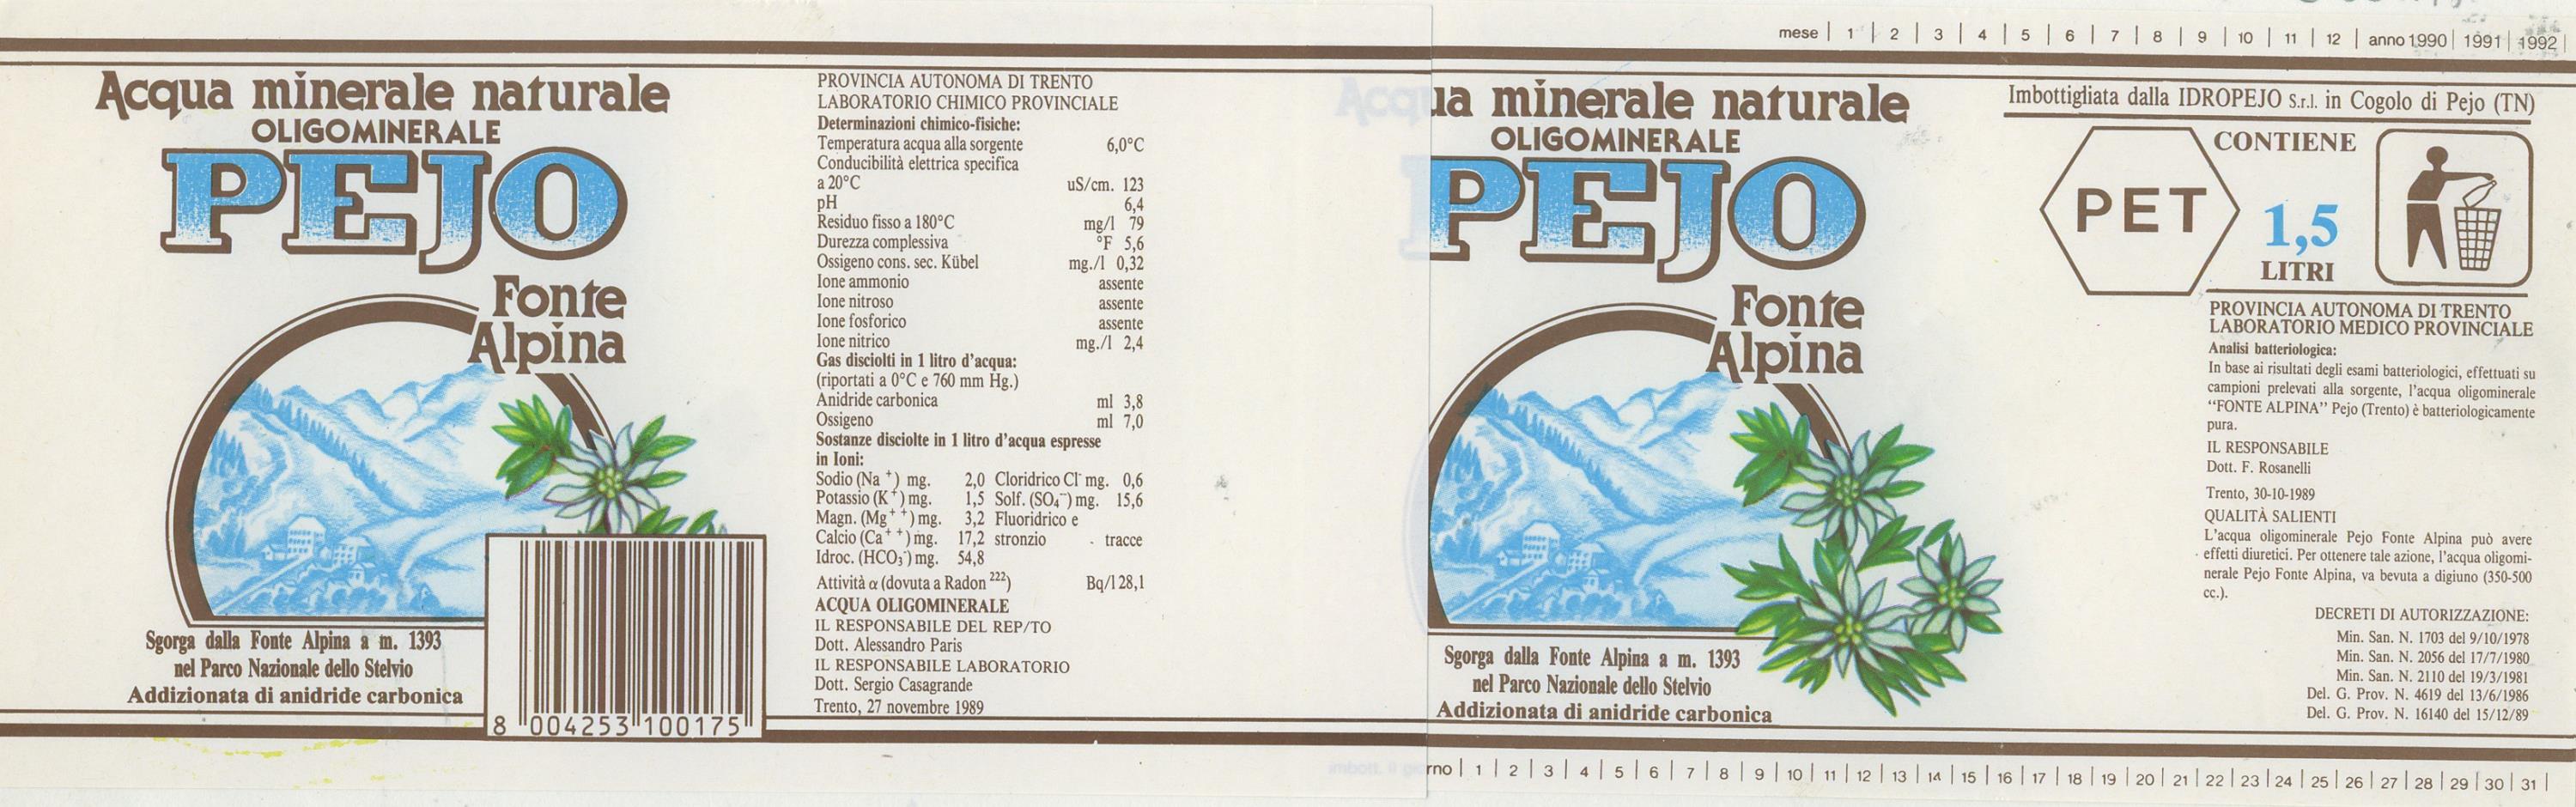 Acqua minerale naturale
OLIGOMINERALE
PEJO
Fonte
Alpina
Sgorga dalla Fonte Alpina a m. 1393
nel Parco Nazionale dello Stelvio
Addizionata di anidride carbonica
8 004253 100175
PROVINCIA AUTONOMA DI TRENTO
LABORATORIO CHIMICO PROVINCIALE
Determinazioni chimico-fisiche:
Temperatura acqua alla sorgente 6,0°C
Conducibilità elettrica specifica
a 20°C uS/cm. 123
pH 6,4
Residuo fisso a 180°C mg/l 79
Durezza complessiva °F 5,6
Ossigeno cons. sec. Kübel mg./l 0,32
Ione ammonio assente
Ione nitroso assente
Ione fosforico assente
Ione nitrico mg./l 2,4
Gas disciolti in 1 litro d'acqua:
(riportati a 0°C e 760 mm Hg.)
Anidride carbonica ml 3,8
Ossigeno ml 7,0
Sostanze disciolte in 1 litro d'acqua espresse
in Ioni:
Sodio (Na⁺) mg. 2,0 Cloridrico Cl⁻ mg. 0,6
Potassio (K⁺) mg. 1,5 Solf. (SO₄⁻⁻) mg. 15,6
Magn. (Mg⁺⁺) mg. 3,2 Fluoridrico e
Calcio (Ca⁺⁺) mg. 17,2 stronzio - tracce
Idroc. (HCO₃⁻) mg. 54,8
Attività α (dovuta a Radon ²²²) Bq/l 28,1
ACQUA OLIGOMINERALE
IL RESPONSABILE DEL REP/TO
Dott. Alessandro Paris
IL RESPONSABILE LABORATORIO
Dott. Sergio Casagrande
Trento, 27 novembre 1989
mese | 1 | 2 | 3 | 4 | 5 | 6 | 7 | 8 | 9 | 10 | 11 | 12 | anno 1990 | 1991 | 1992 |
ua minerale naturale
OLIGOMINERALE
PEJO
Fonte
Alpina
Sgorga dalla Fonte Alpina a m. 1393
nel Parco Nazionale dello Stelvio
Addizionata di anidride carbonica
Imbottigliata dalla IDROPEJO S.r.l. in Cogolo di Pejo (TN)
PET
CONTIENE
1,5
LITRI
PROVINCIA AUTONOMA DI TRENTO
LABORATORIO MEDICO PROVINCIALE
Analisi batteriologica:
In base ai risultati degli esami batteriologici, effettuati su
campioni prelevati alla sorgente, l'acqua oligominerale
"FONTE ALPINA" Pejo (Trento) è batteriologicamente
pura.
IL RESPONSABILE
Dott. F. Rosanelli
Trento, 30-10-1989
QUALITÀ SALIENTI
L'acqua oligominerale Pejo Fonte Alpina può avere
effetti diuretici. Per ottenere tale azione, l'acqua oligomi-
nerale Pejo Fonte Alpina, va bevuta a digiuno (350-500
cc.).
DECRETI DI AUTORIZZAZIONE:
Min. San. N. 1703 del 9/10/1978
Min. San. N. 2056 del 17/7/1980
Min. San. N. 2110 del 19/3/1981
Del. G. Prov. N. 4619 del 13/6/1986
Del. G. Prov. N. 16140 del 15/12/89
imbott. il giorno | 1 | 2 | 3 | 4 | 5 | 6 | 7 | 8 | 9 | 10 | 11 | 12 | 13 | 14 | 15 | 16 | 17 | 18 | 19 | 20 | 21 | 22 | 23 | 24 | 25 | 26 | 27 | 28 | 29 | 30 | 31 |